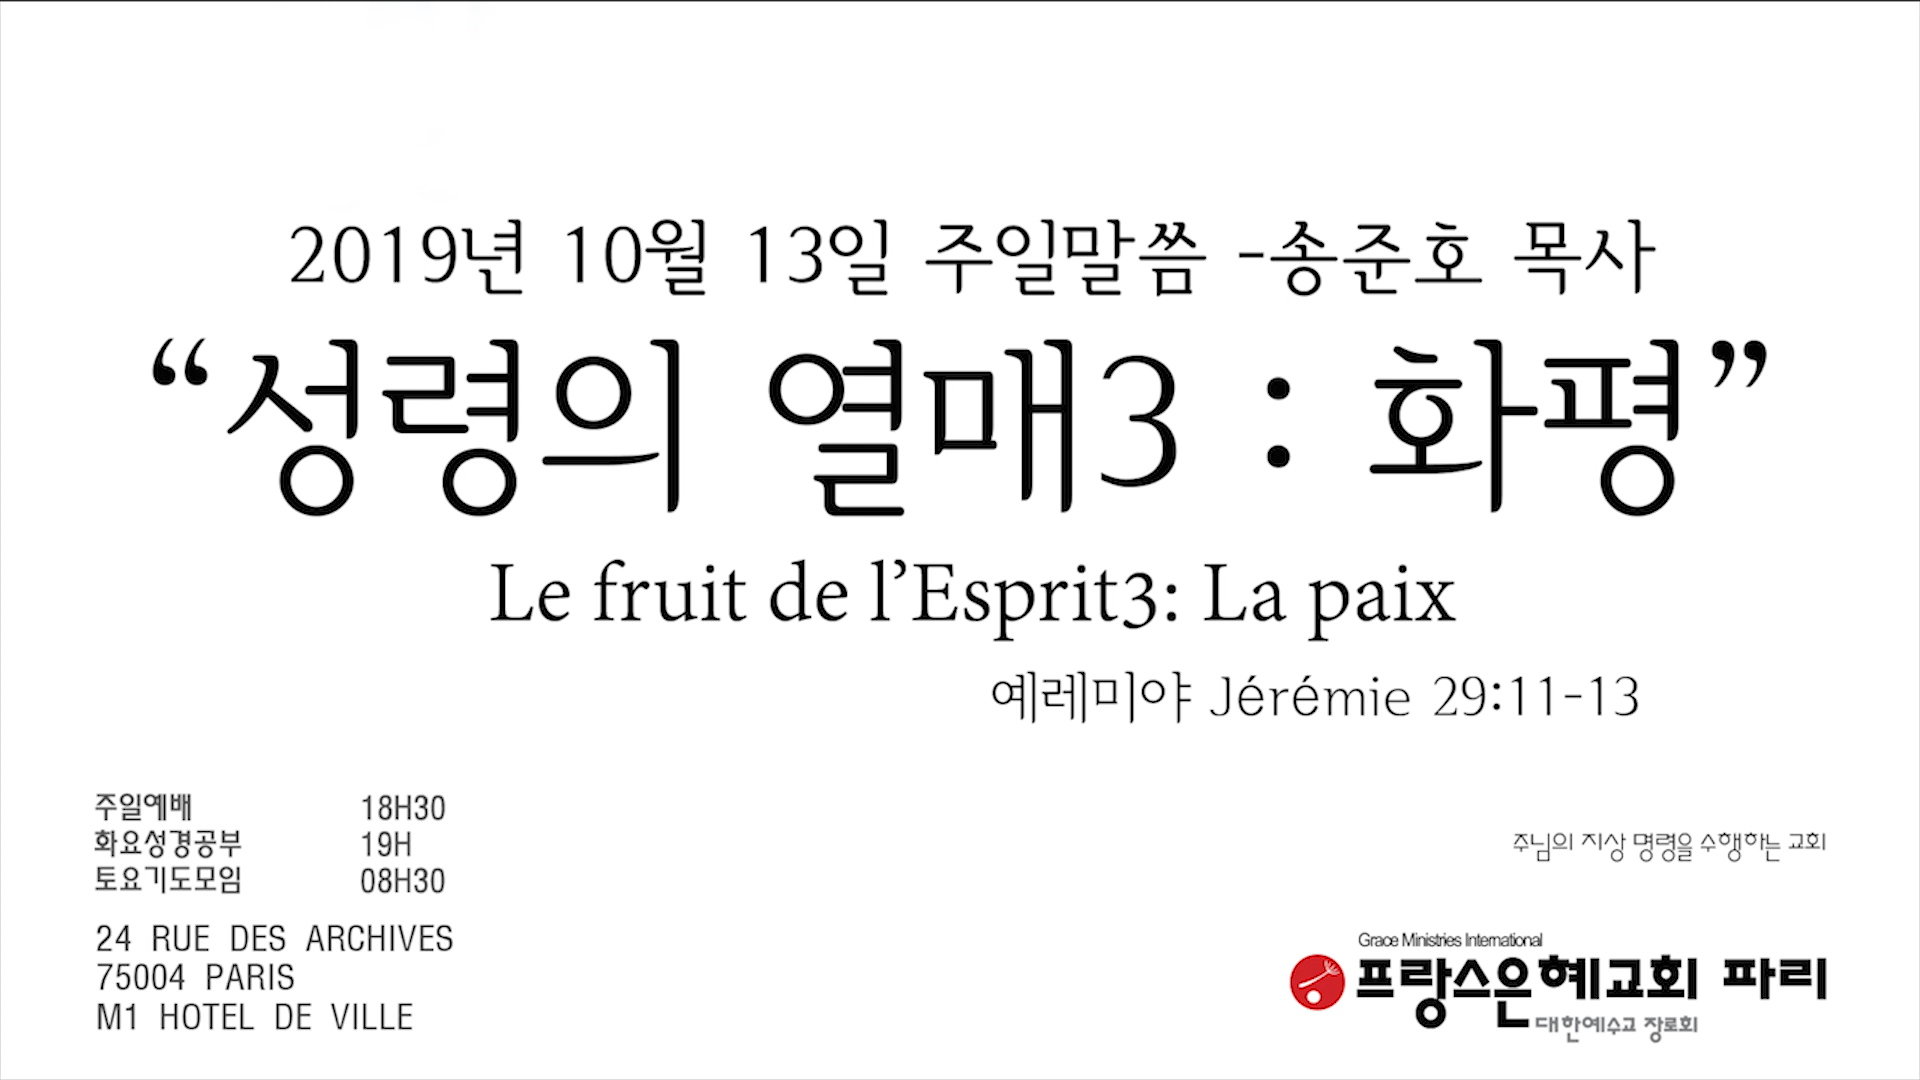 2019년 10월 13일 주일말씀 -송준호 목사
“성령의 열매3 : 화평”
Le fruit de l’Esprit3: La paix
예레미야 Jérémie 29:11-13
주일예배 18H30
화요성경공부 19H
토요기도모임 08H30
24 RUE DES ARCHIVES
75004 PARIS
M1 HOTEL DE VILLE
주님의 지상 명령을 수행하는 교회
Grace Ministries International
프랑스은혜교회 파리
대한예수교 장로회